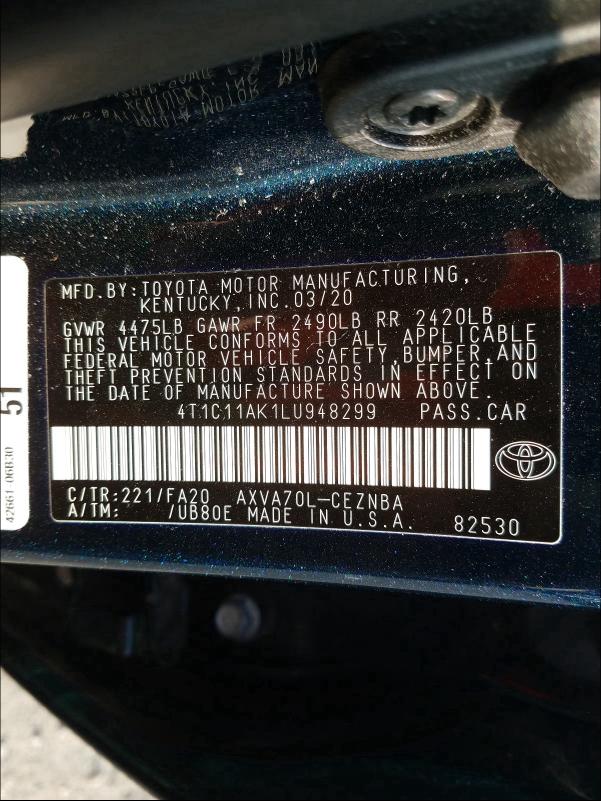 MFD.BY:TOYOTA MOTOR MANUFACTURING,
KENTUCKY, INC.03/20
GVWR 4475LB GAWR FR 2490LB RR 2420LB
THIS VEHICLE CONFORMS TO ALL APPLICABLE
FEDERAL MOTOR VEHICLE SAFETY,BUMPER,AND
THEFT PREVENTION STANDARDS IN EFFECT ON
THE DATE OF MANUFACTURE SHOWN ABOVE.
4T1C11AK1LU948299 PASS.CAR
C/TR:221/FA20 AXVA70L-CEZNBA
A/TM: /UB80E MADE IN U.S.A. 82530
51
42661-06B30